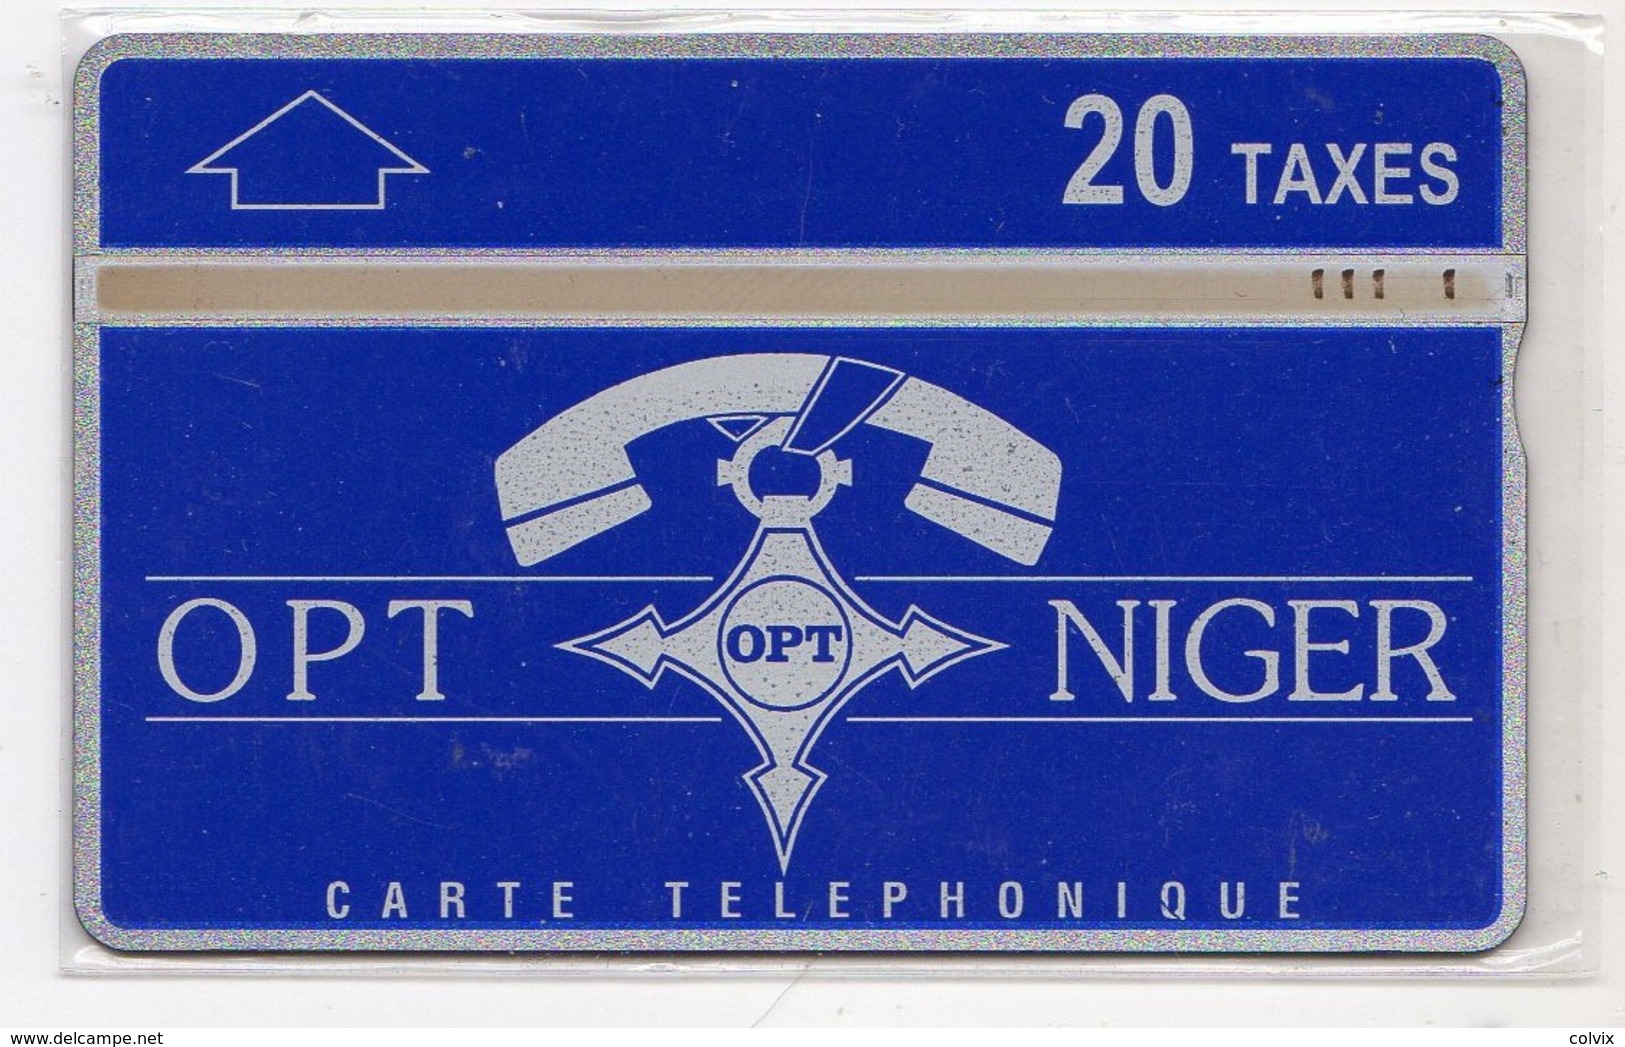 20 TAXES
OPT OPT NIGER
CARTE TELEPHONIQUE
www.delcampe.net
colvix